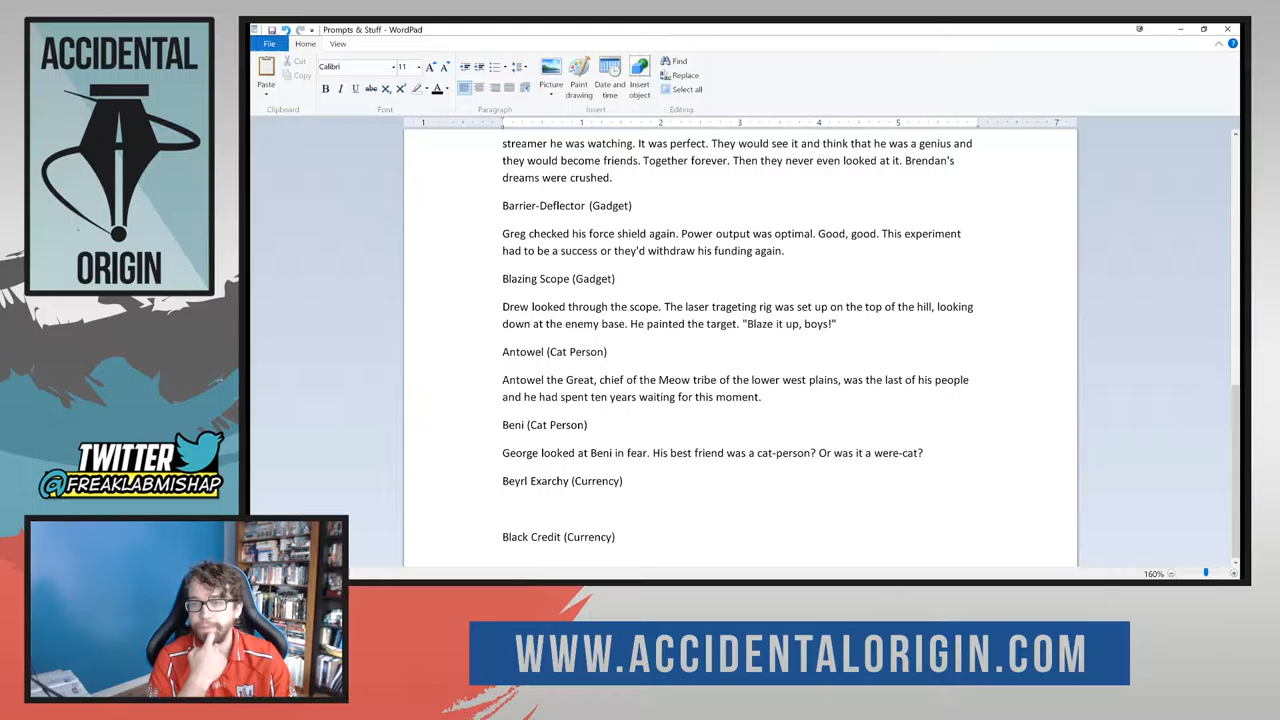 ACCIDENTAL
ORIGIN
TWITTER
@FREAKLABMISHAP
Prompts & Stuff - WordPad
File
Home
View
Paste
Cut
Copy
Clipboard
Calibri
11
Font
Paragraph
Picture
Paint drawing
Date and time
Insert object
Insert
Find
Replace
Select all
Editing
1 1 2 3 4 5 7
streamer he was watching. It was perfect. They would see it and think that he was a genius and
they would become friends. Together forever. Then they never even looked at it. Brendan's
dreams were crushed.
Barrier-Deflector (Gadget)
Greg checked his force shield again. Power output was optimal. Good, good. This experiment
had to be a success or they'd withdraw his funding again.
Blazing Scope (Gadget)
Drew looked through the scope. The laser trageting rig was set up on the top of the hill, looking
down at the enemy base. He painted the target. "Blaze it up, boys!"
Antowel (Cat Person)
Antowel the Great, chief of the Meow tribe of the lower west plains, was the last of his people
and he had spent ten years waiting for this moment.
Beni (Cat Person)
George looked at Beni in fear. His best friend was a cat-person? Or was it a were-cat?
Beyrl Exarchy (Currency)
Black Credit (Currency)
160%
WWW.ACCIDENTALORIGIN.COM